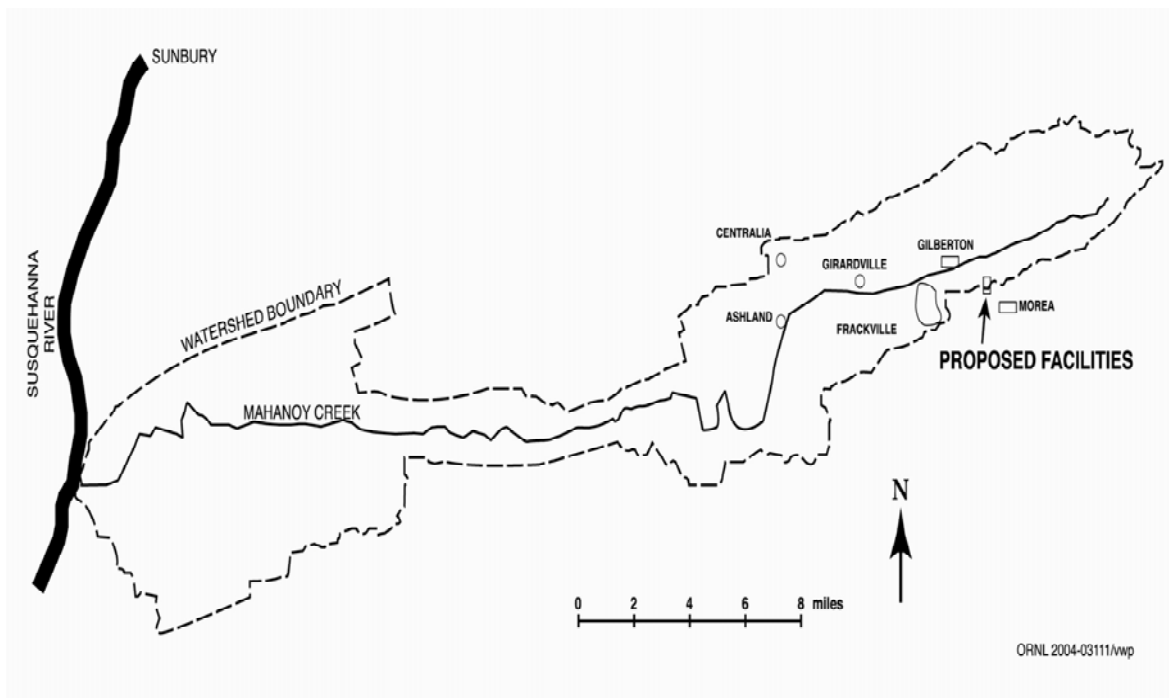 SUNBURY
SUSQUEHANNA
RIVER
WATERSHED BOUNDARY
MAHANOY CREEK
CENTRALIA
GIRARDVILLE
GILBERTON
ASHLAND
FRACKVILLE
MOREA
PROPOSED FACILITIES
N
0 2 4 6 8 miles
ORNL 2004-03111/vwp